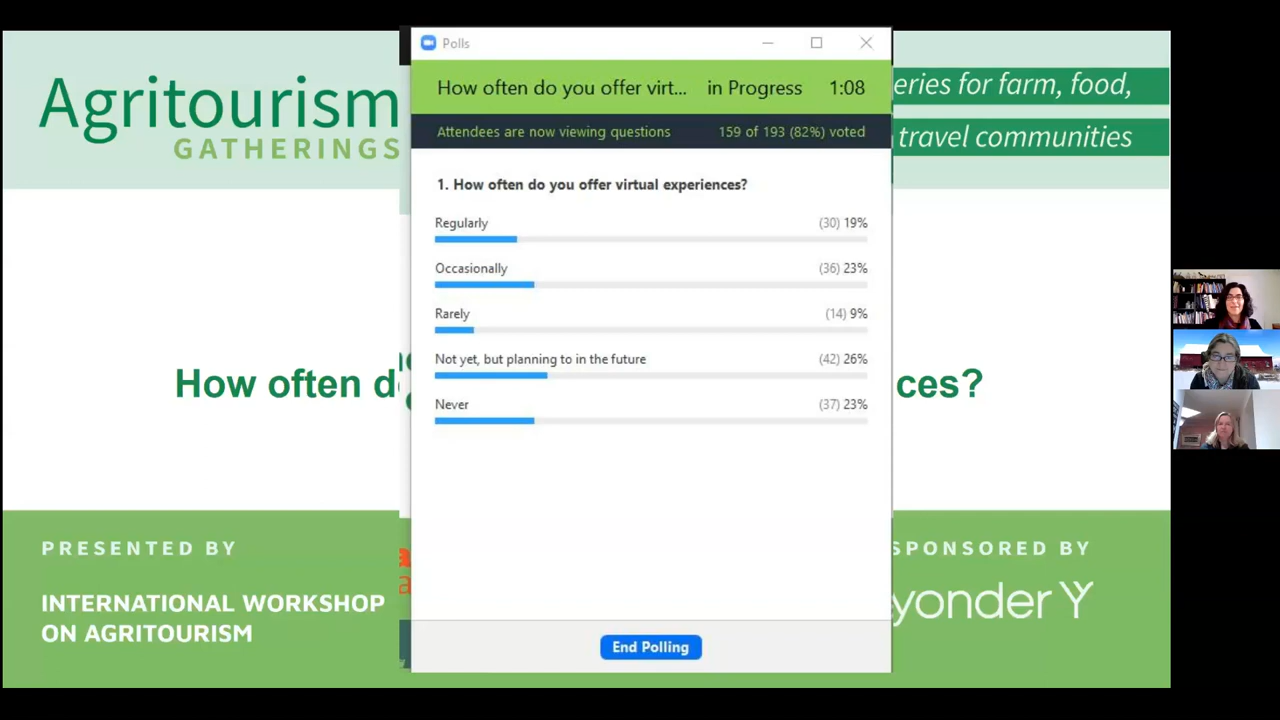 Polls
Agritourism
GATHERINGS
How often do you offer virt... in Progress 1:08
eries for farm, food,
Attendees are now viewing questions 159 of 193 (82%) voted
travel communities
1. How often do you offer virtual experiences?
Regularly (30) 19%
Occasionally (36) 23%
Rarely (14) 9%
Not yet, but planning to in the future (42) 26%
How often d ces?
Never (37) 23%
PRESENTED BY
SPONSORED BY
INTERNATIONAL WORKSHOP
ON AGRITOURISM
yonder
End Polling